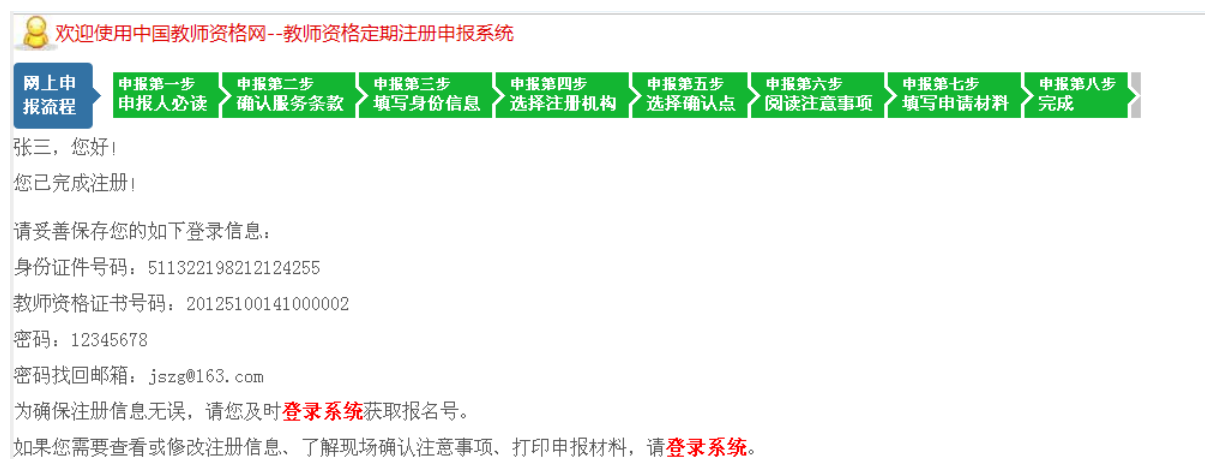 欢迎使用中国教师资格网--教师资格定期注册申报系统
网上申报流程
申报第一步 申报人必读
申报第二步 确认服务条款
申报第三步 填写身份信息
申报第四步 选择注册机构
申报第五步 选择确认点
申报第六步 阅读注意事项
申报第七步 填写申请材料
申报第八步 完成
张三，您好！
您已完成注册！
请妥善保存您的如下登录信息：
身份证件号码：511322198212124255
教师资格证书号码：20125100141000002
密码：12345678
密码找回邮箱：jszg@163.com
为确保注册信息无误，请您及时登录系统获取报名号。
如果您需要查看或修改注册信息、了解现场确认注意事项、打印申报材料，请登录系统。